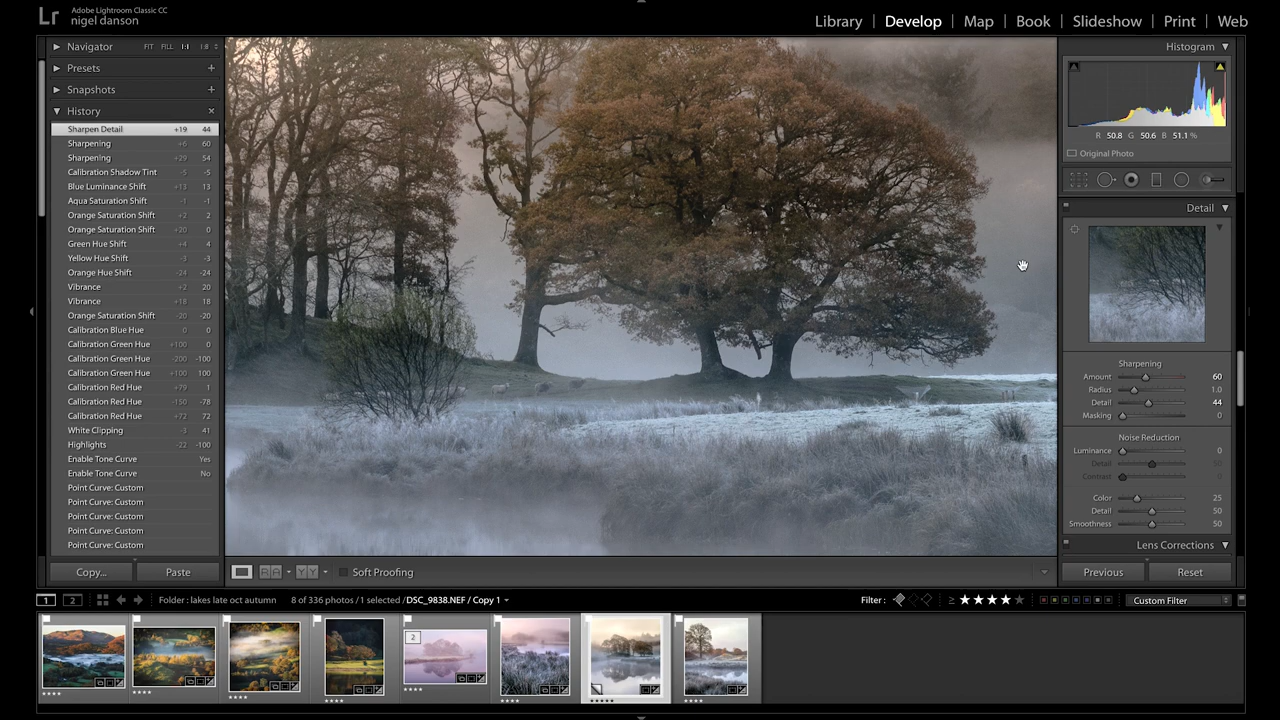 Lr Adobe Lightroom Classic CC
nigel danson
Library | Develop | Map | Book | Slideshow | Print | Web
Navigator FIT FILL 1:1 1:8
Presets +
Snapshots +
History ×
Sharpen Detail +19 44
Sharpening +6 60
Sharpening +29 54
Calibration Shadow Tint -5 -5
Blue Luminance Shift +13 13
Aqua Saturation Shift -1 -1
Orange Saturation Shift +2 2
Orange Saturation Shift +20 0
Green Hue Shift +4 4
Yellow Hue Shift -3 -3
Orange Hue Shift -24 -24
Vibrance +2 20
Vibrance +18 18
Orange Saturation Shift -20 -20
Calibration Blue Hue 0 0
Calibration Green Hue +100 0
Calibration Green Hue -200 -100
Calibration Green Hue +100 100
Calibration Red Hue +79 1
Calibration Red Hue -150 -78
Calibration Red Hue +72 72
White Clipping -3 41
Highlights -22 -100
Enable Tone Curve Yes
Enable Tone Curve No
Point Curve: Custom
Point Curve: Custom
Point Curve: Custom
Point Curve: Custom
Point Curve: Custom
Copy... Paste
Soft Proofing
Histogram
R 50.8 G 50.6 B 51.1 %
Original Photo
Detail
Sharpening
Amount 60
Radius 1.0
Detail 44
Masking 0
Noise Reduction
Luminance 0
Detail 50
Contrast
Color 25
Detail 50
Smoothness 50
Lens Corrections
Previous Reset
1 2 Folder : lakes late oct autumn 8 of 336 photos / 1 selected / DSC_9838.NEF / Copy 1 Filter : ≥ ★★★★★ Custom Filter
2